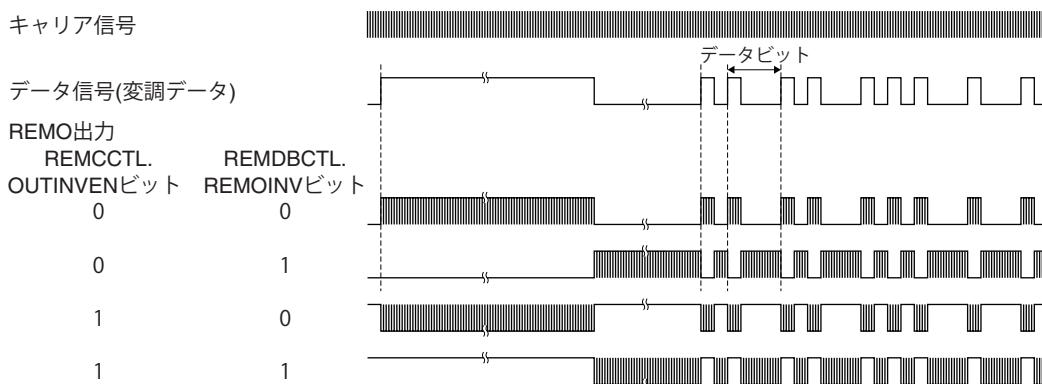 キャリア信号
データビット
データ信号(変調データ)
REMO出力
REMCCTL. REMDBCTL.
OUTINVENビット REMOINVビット
0 0
0 1
1 0
1 1